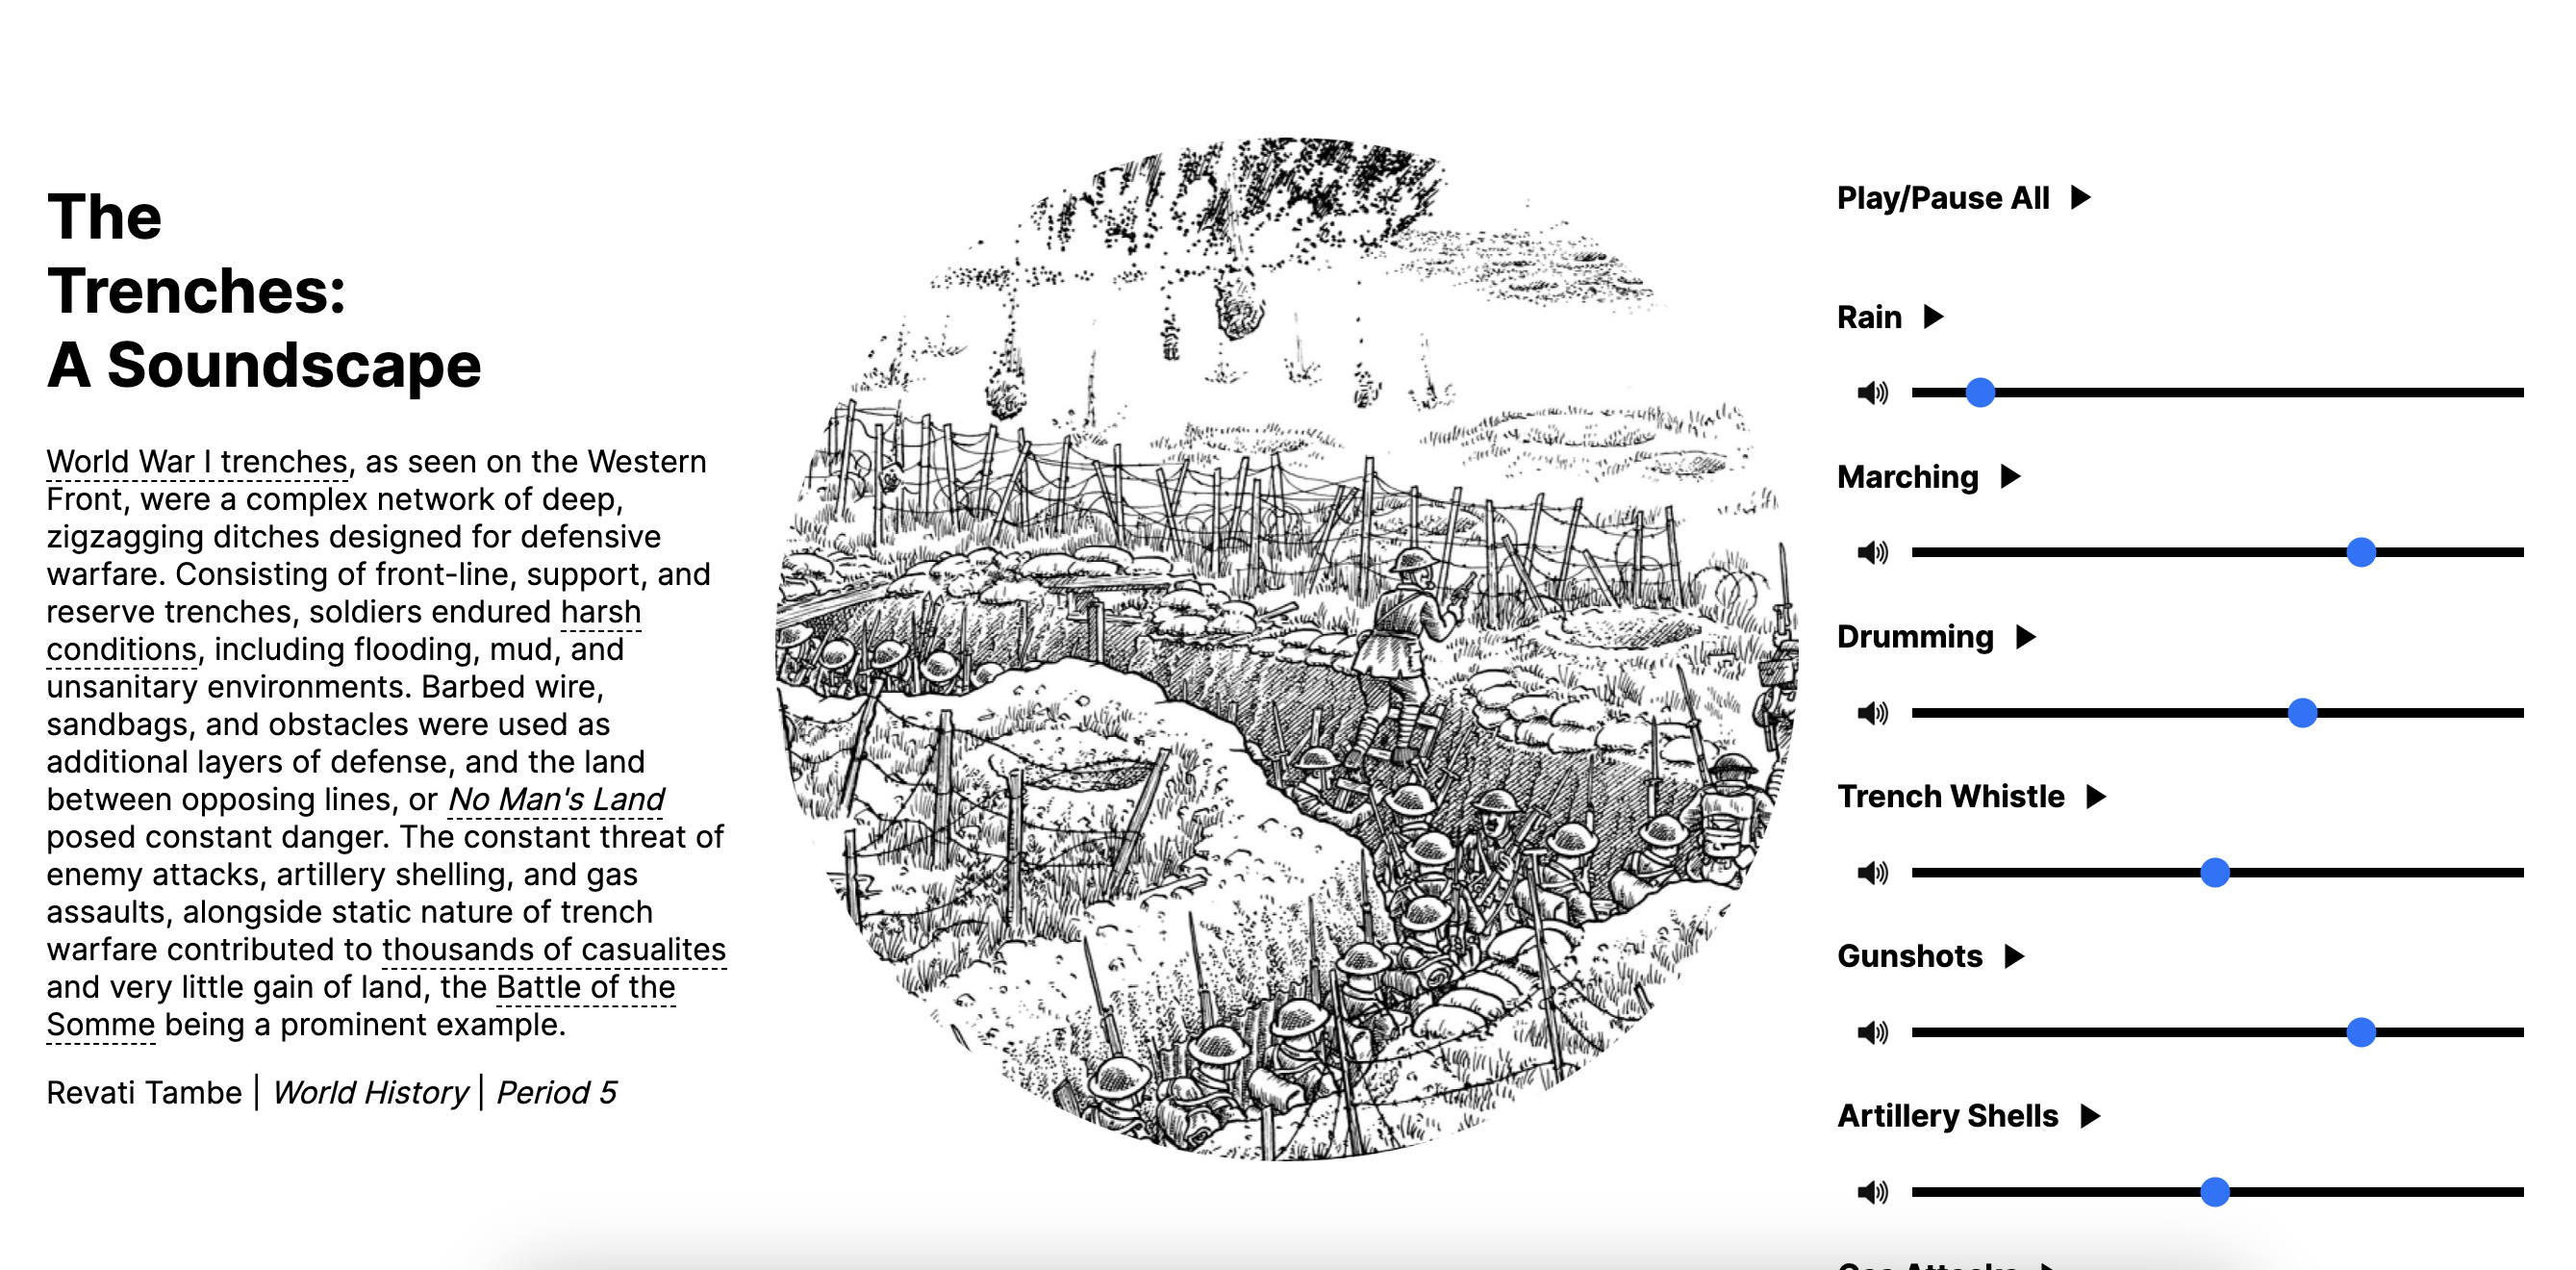 The
Trenches:
A Soundscape
World War I trenches, as seen on the Western
Front, were a complex network of deep,
zigzagging ditches designed for defensive
warfare. Consisting of front-line, support, and
reserve trenches, soldiers endured harsh
conditions, including flooding, mud, and
unsanitary environments. Barbed wire,
sandbags, and obstacles were used as
additional layers of defense, and the land
between opposing lines, or No Man's Land
posed constant danger. The constant threat of
enemy attacks, artillery shelling, and gas
assaults, alongside static nature of trench
warfare contributed to thousands of casualites
and very little gain of land, the Battle of the
Somme being a prominent example.
Revati Tambe | World History | Period 5
Play/Pause All
Rain
Marching
Drumming
Trench Whistle
Gunshots
Artillery Shells